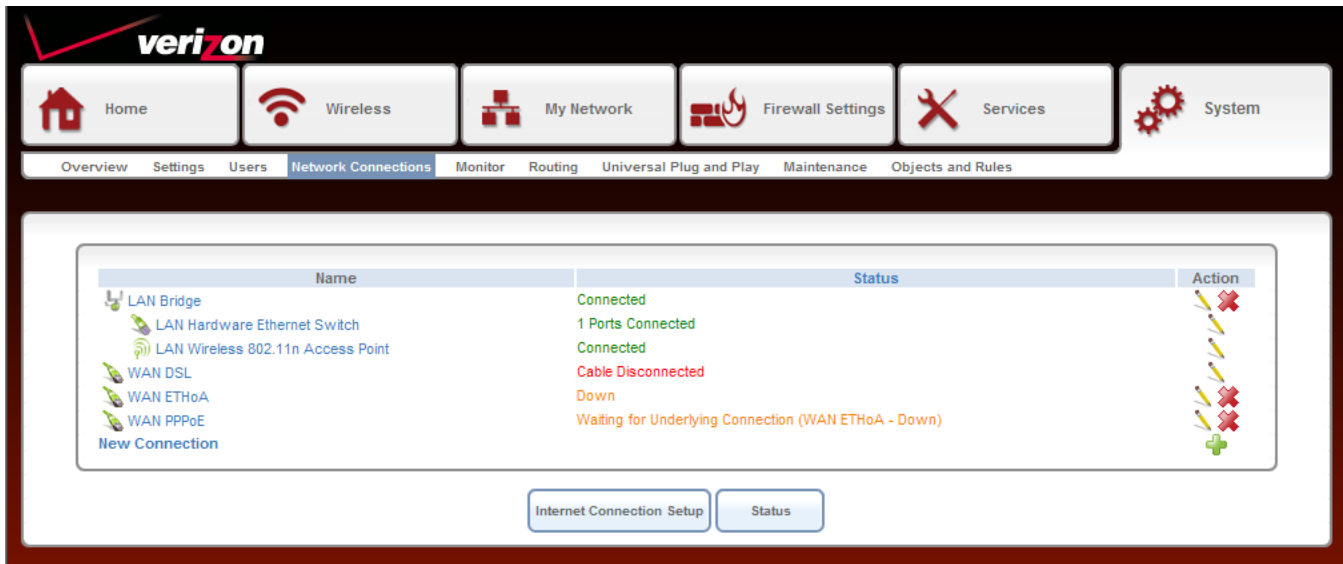 verizon
Home Wireless My Network Firewall Settings Services System
Overview Settings Users Network Connections Monitor Routing Universal Plug and Play Maintenance Objects and Rules
Name Status Action
LAN Bridge Connected
LAN Hardware Ethernet Switch 1 Ports Connected
LAN Wireless 802.11n Access Point Connected
WAN DSL Cable Disconnected
WAN ETHoA Down
WAN PPPoE Waiting for Underlying Connection (WAN ETHoA - Down)
New Connection
Internet Connection Setup Status